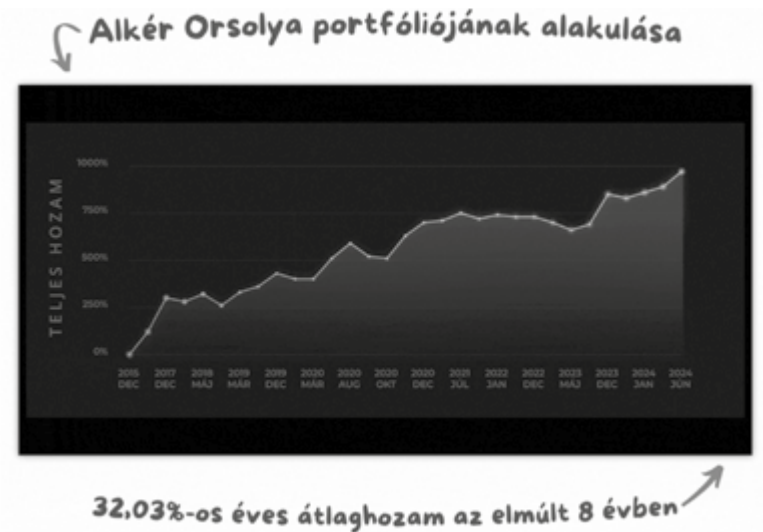 Alkér Orsolya portfóliójának alakulása
TELJES HOZAM
1000%
750%
500%
250%
0%
2015 DEC
2017 DEC
2018 MÁJ
2019 MÁR
2019 DEC
2020 MÁR
2020 AUG
2020 OKT
2020 DEC
2021 JÚL
2022 JAN
2022 DEC
2023 MÁJ
2023 DEC
2024 JAN
2024 JÚN
32,03%-os éves átlaghozam az elmúlt 8 évben